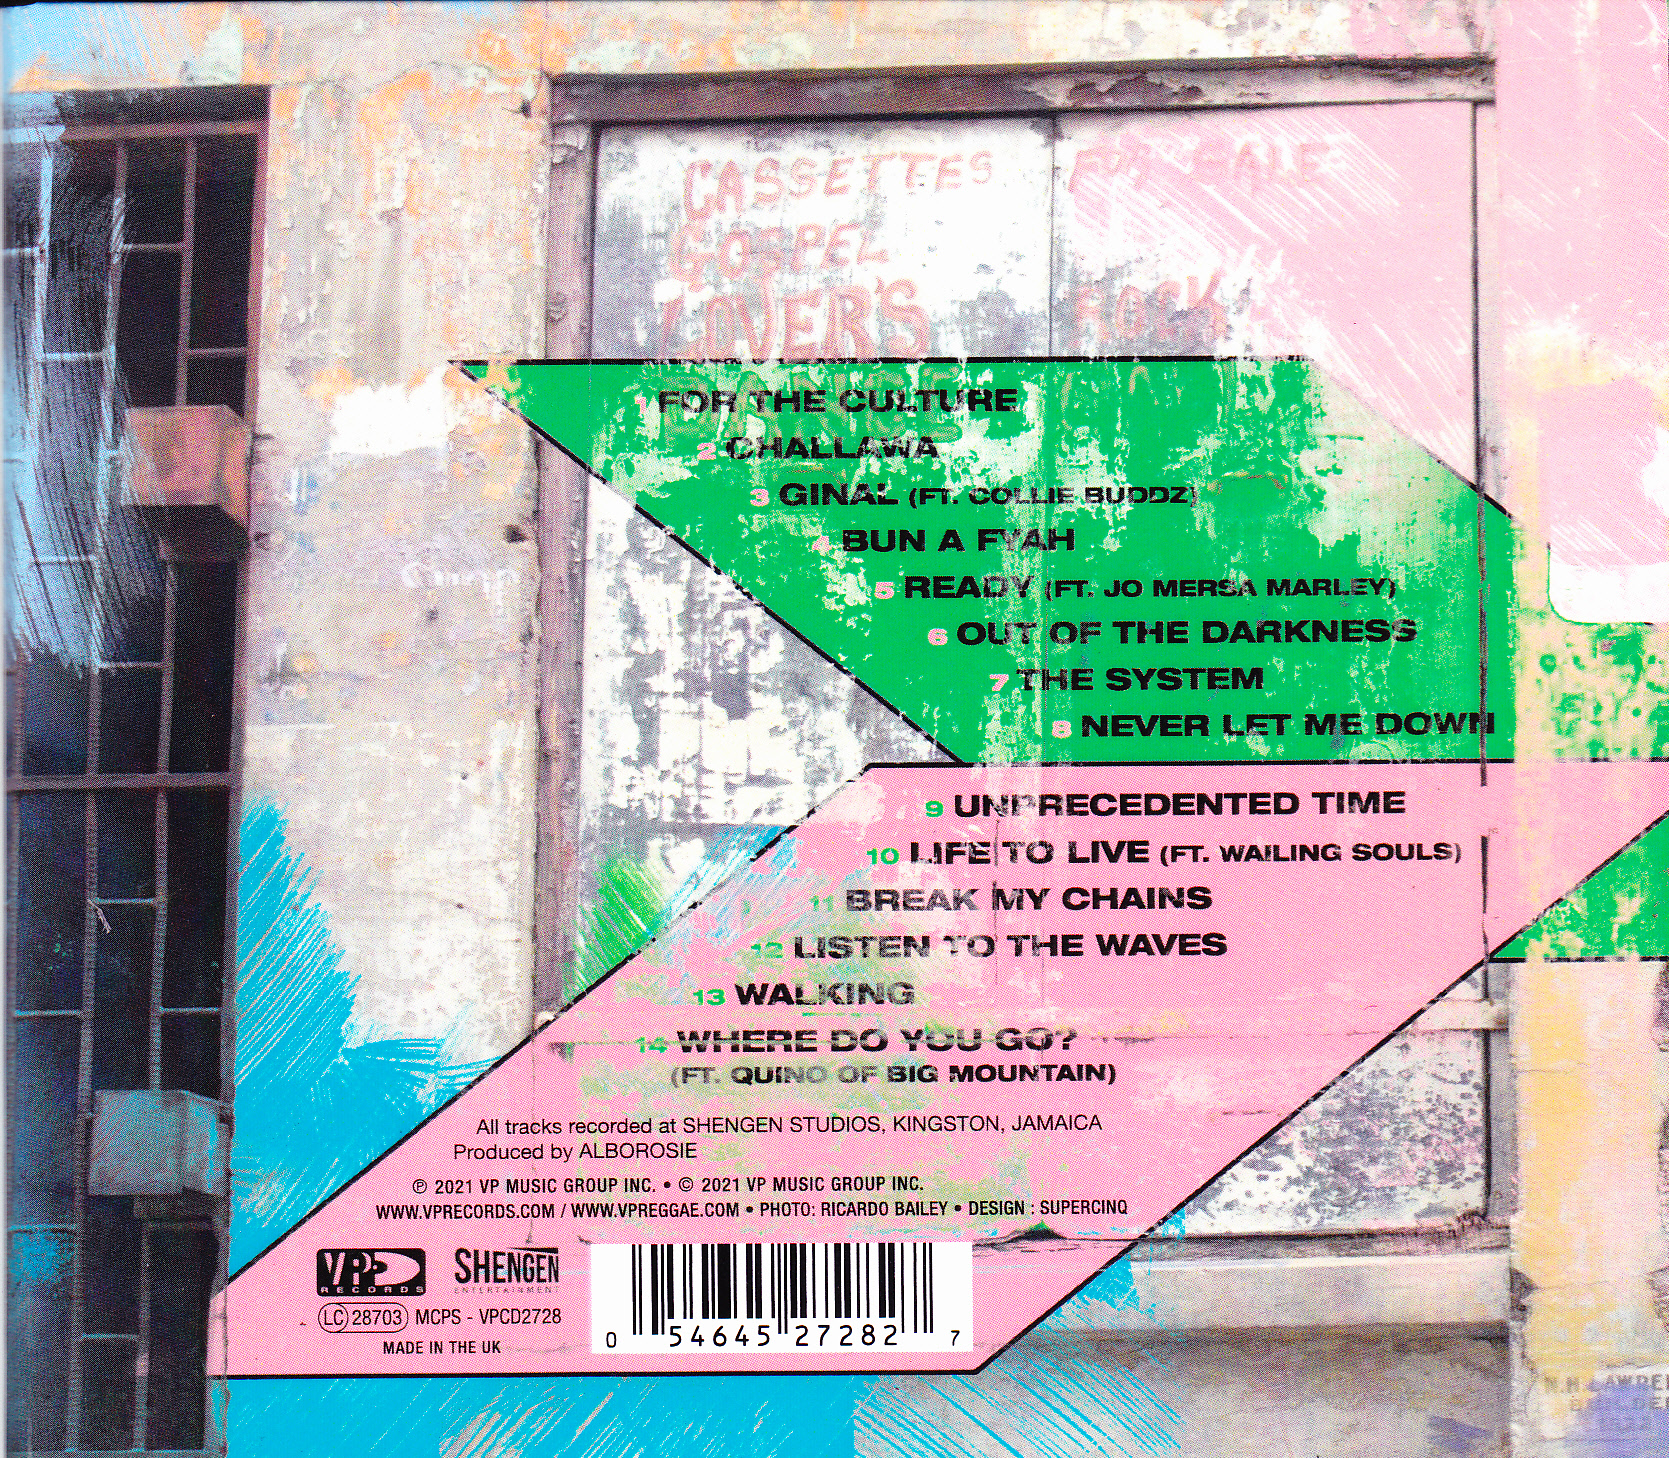 CASSETTES FOR SALE
GOSPEL
LOVER'S ROCK
DANCE
1 FOR THE CULTURE
2 CHALLAWA
3 GINAL (FT. COLLIE BUDDZ)
4 BUN A FYAH
5 READY (FT. JO MERSA MARLEY)
6 OUT OF THE DARKNESS
7 THE SYSTEM
8 NEVER LET ME DOWN
9 UNPRECEDENTED TIME
10 LIFE TO LIVE (FT. WAILING SOULS)
11 BREAK MY CHAINS
12 LISTEN TO THE WAVES
13 WALKING
14 WHERE DO YOU GO?
(FT. QUINO OF BIG MOUNTAIN)
All tracks recorded at SHENGEN STUDIOS, KINGSTON, JAMAICA
Produced by ALBOROSIE
℗ 2021 VP MUSIC GROUP INC. • © 2021 VP MUSIC GROUP INC.
WWW.VPRECORDS.COM / WWW.VPREGGAE.COM • PHOTO: RICARDO BAILEY • DESIGN : SUPERCINQ
VP RECORDS
SHENGEN ENTERTAINMENT
LC 28703 MCPS - VPCD2728
MADE IN THE UK
0 54645 27282 7
N.H. LAWRE